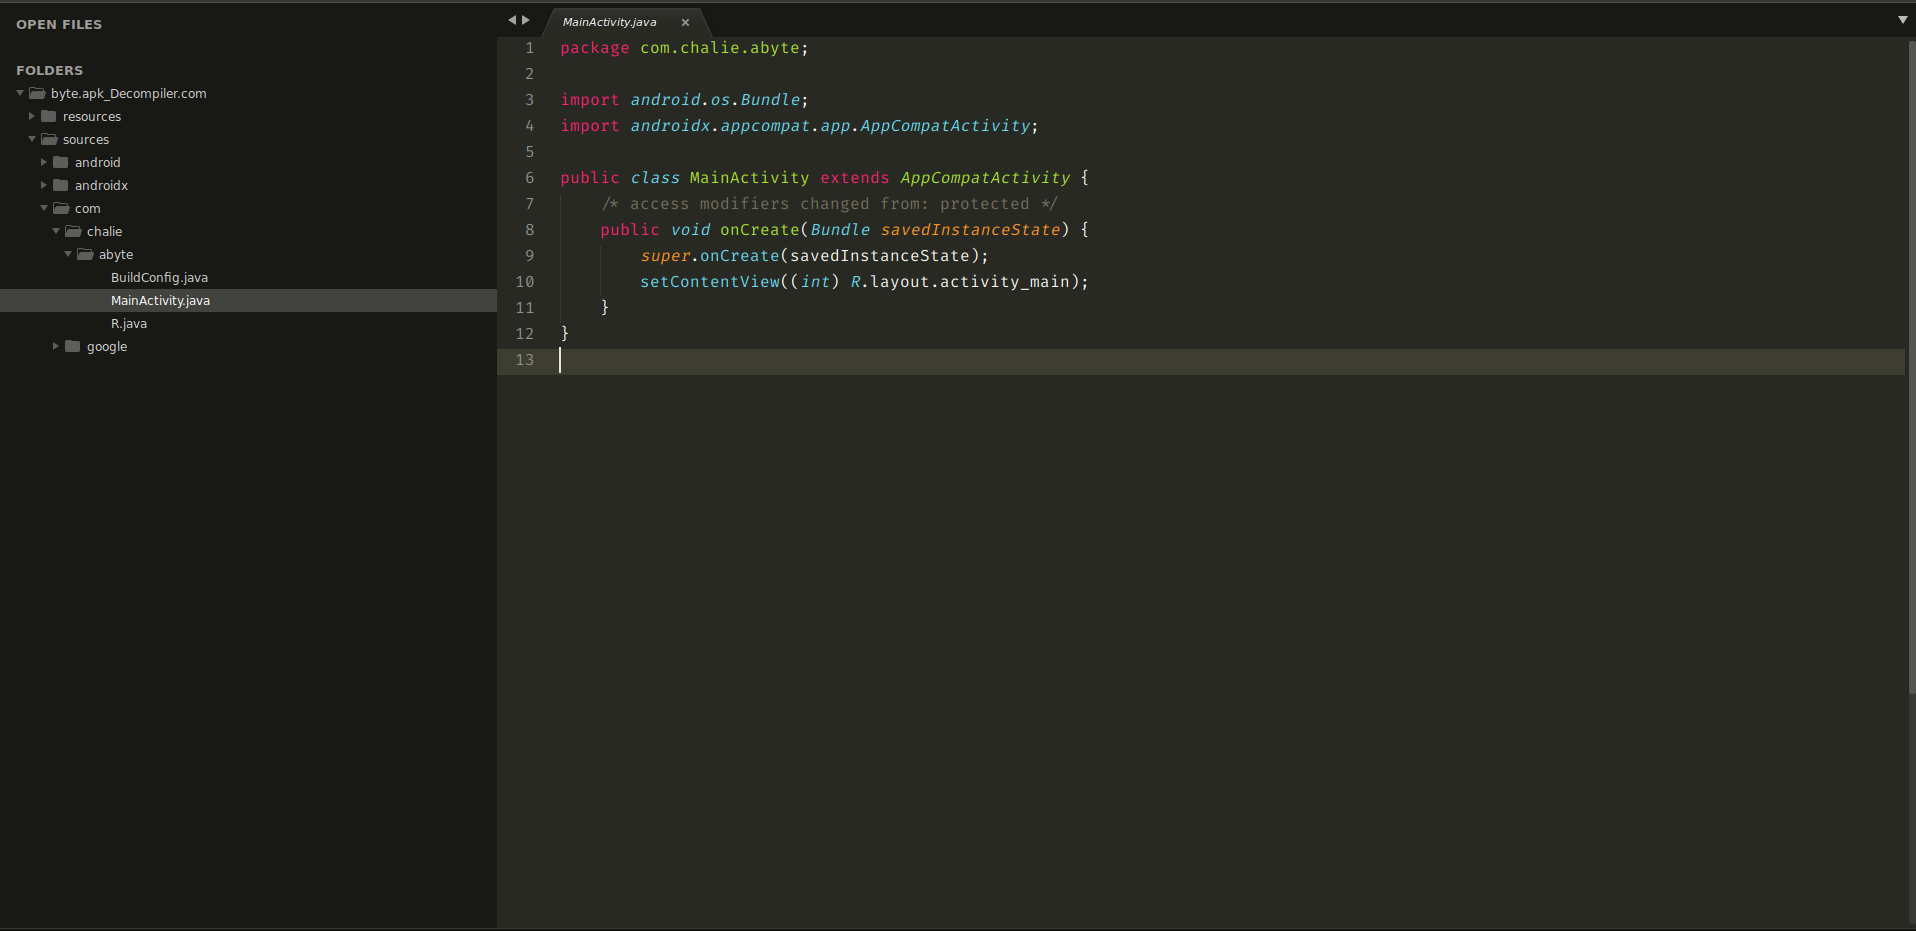 OPEN FILES
FOLDERS
byte.apk_Decompiler.com
resources
sources
android
androidx
com
chalie
abyte
BuildConfig.java
MainActivity.java
R.java
google
MainActivity.java ×
1 package com.chalie.abyte;
2
3 import android.os.Bundle;
4 import androidx.appcompat.app.AppCompatActivity;
5
6 public class MainActivity extends AppCompatActivity {
7 /* access modifiers changed from: protected */
8 public void onCreate(Bundle savedInstanceState) {
9 super.onCreate(savedInstanceState);
10 setContentView((int) R.layout.activity_main);
11 }
12 }
13